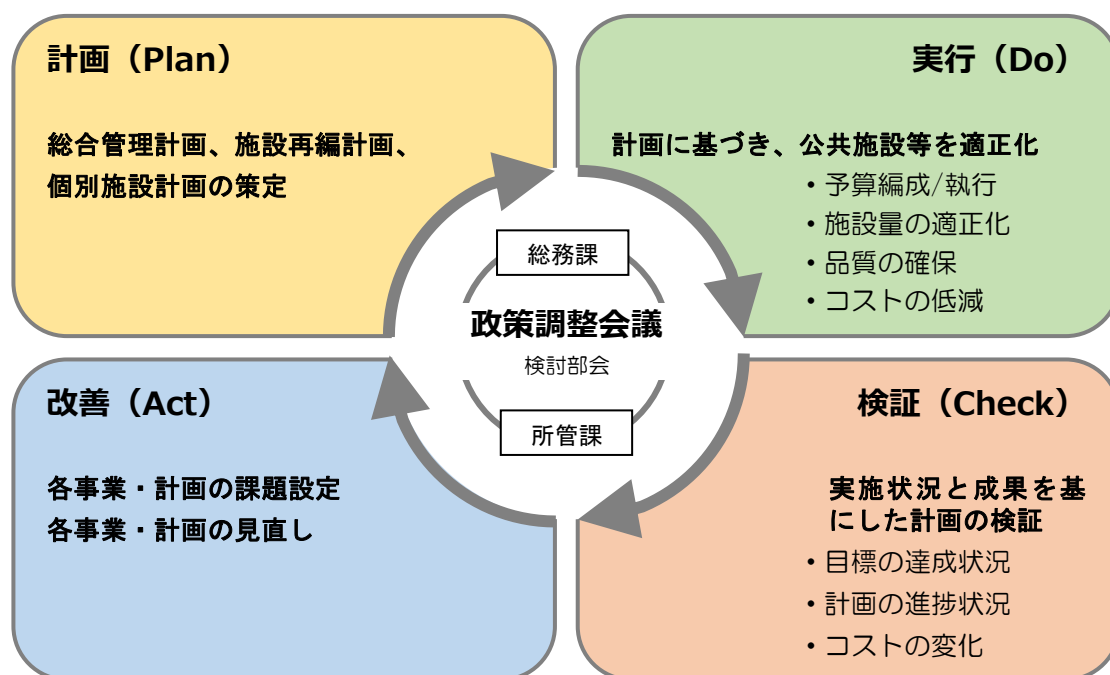 計画（Plan）
総合管理計画、施設再編計画、
個別施設計画の策定
実行（Do）
計画に基づき、公共施設等を適正化
・予算編成/執行
・施設量の適正化
・品質の確保
・コストの低減
総務課
政策調整会議
検討部会
所管課
改善（Act）
各事業・計画の課題設定
各事業・計画の見直し
検証（Check）
実施状況と成果を基
にした計画の検証
・目標の達成状況
・計画の進捗状況
・コストの変化